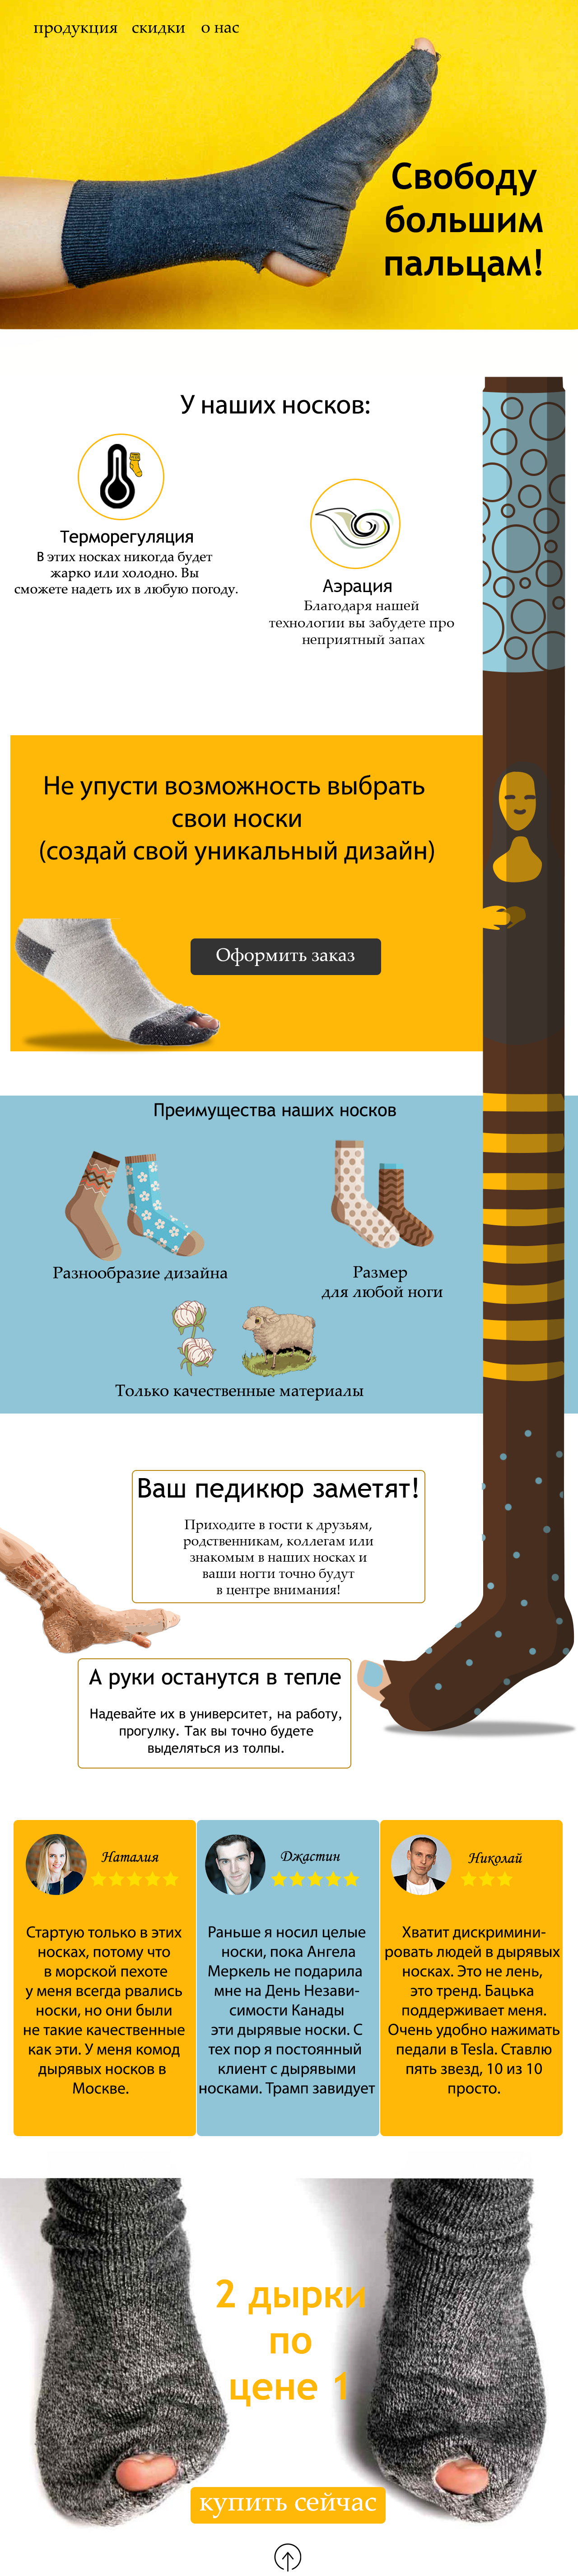 продукция скидки о нас
Свободу
большим
пальцам!
У наших носков:
Терморегуляция
В этих носках никогда будет
жарко или холодно. Вы
сможете надеть их в любую погоду.
Аэрация
Благодаря нашей
технологии вы забудете про
неприятный запах
Не упусти возможность выбрать
свои носки
(создай свой уникальный дизайн)
Оформить заказ
Преимущества наших носков
Разнообразие дизайна
Размер
для любой ноги
Только качественные материалы
Ваш педикюр заметят!
Приходите в гости к друзьям,
родственникам, коллегам или
знакомым в наших носках и
ваши ногти точно будут
в центре внимания!
А руки останутся в тепле
Надевайте их в университет, на работу,
прогулку. Так вы точно будете
выделяться из толпы.
Наталия
Стартую только в этих
носках, потому что
в морской пехоте
у меня всегда рвались
носки, но они были
не такие качественные
как эти. У меня комод
дырявых носков в
Москве.
Джастин
Раньше я носил целые
носки, пока Ангела
Меркель не подарила
мне на День Незави-
симости Канады
эти дырявые носки. С
тех пор я постоянный
клиент с дырявыми
носками. Трамп завидует
Николай
Хватит дискримини-
ровать людей в дырявых
носках. Это не лень,
это тренд. Бацька
поддерживает меня.
Очень удобно нажимать
педали в Tesla. Ставлю
пять звезд, 10 из 10
просто.
2 дырки
по
цене 1
купить сейчас